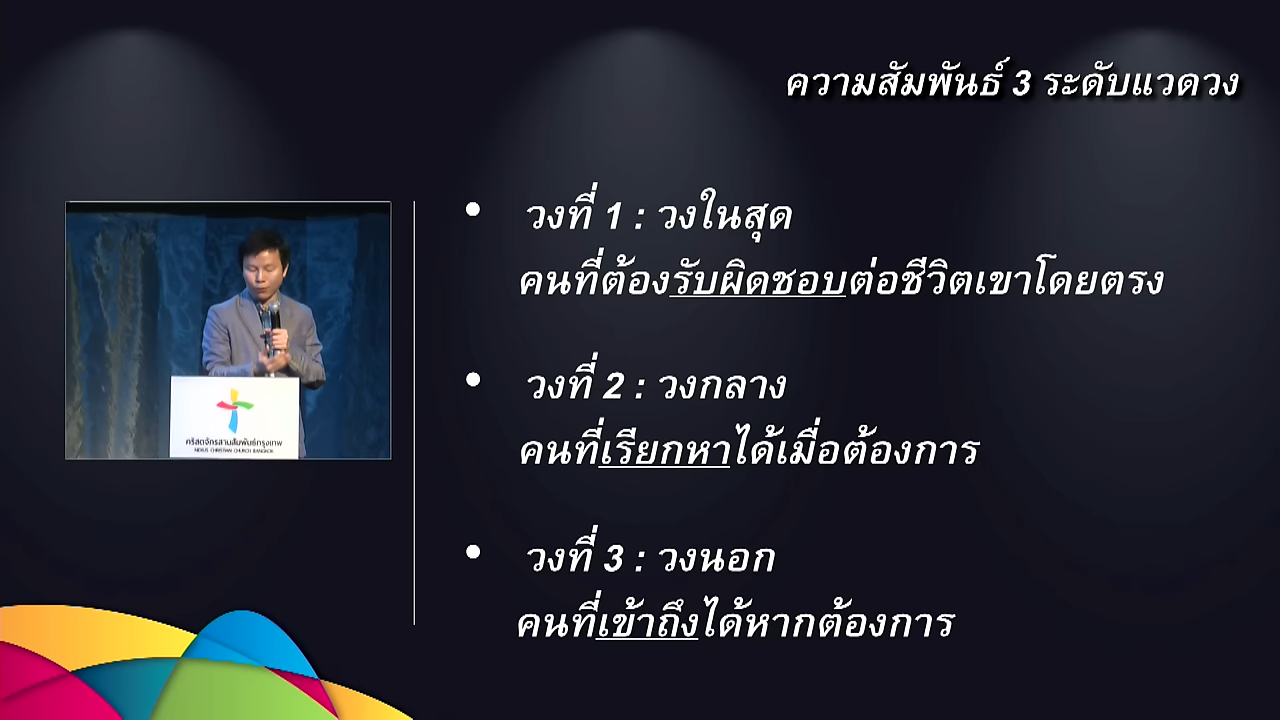 ความสัมพันธ์ 3 ระดับแวดวง
• วงที่ 1 : วงในสุด
คนที่ต้องรับผิดชอบต่อชีวิตเขาโดยตรง
• วงที่ 2 : วงกลาง
คนที่เรียกหาได้เมื่อต้องการ
• วงที่ 3 : วงนอก
คนที่เข้าถึงได้หากต้องการ
คริสตจักรสานสัมพันธ์กรุงเทพ
NEXUS CHRISTIAN CHURCH BANGKOK